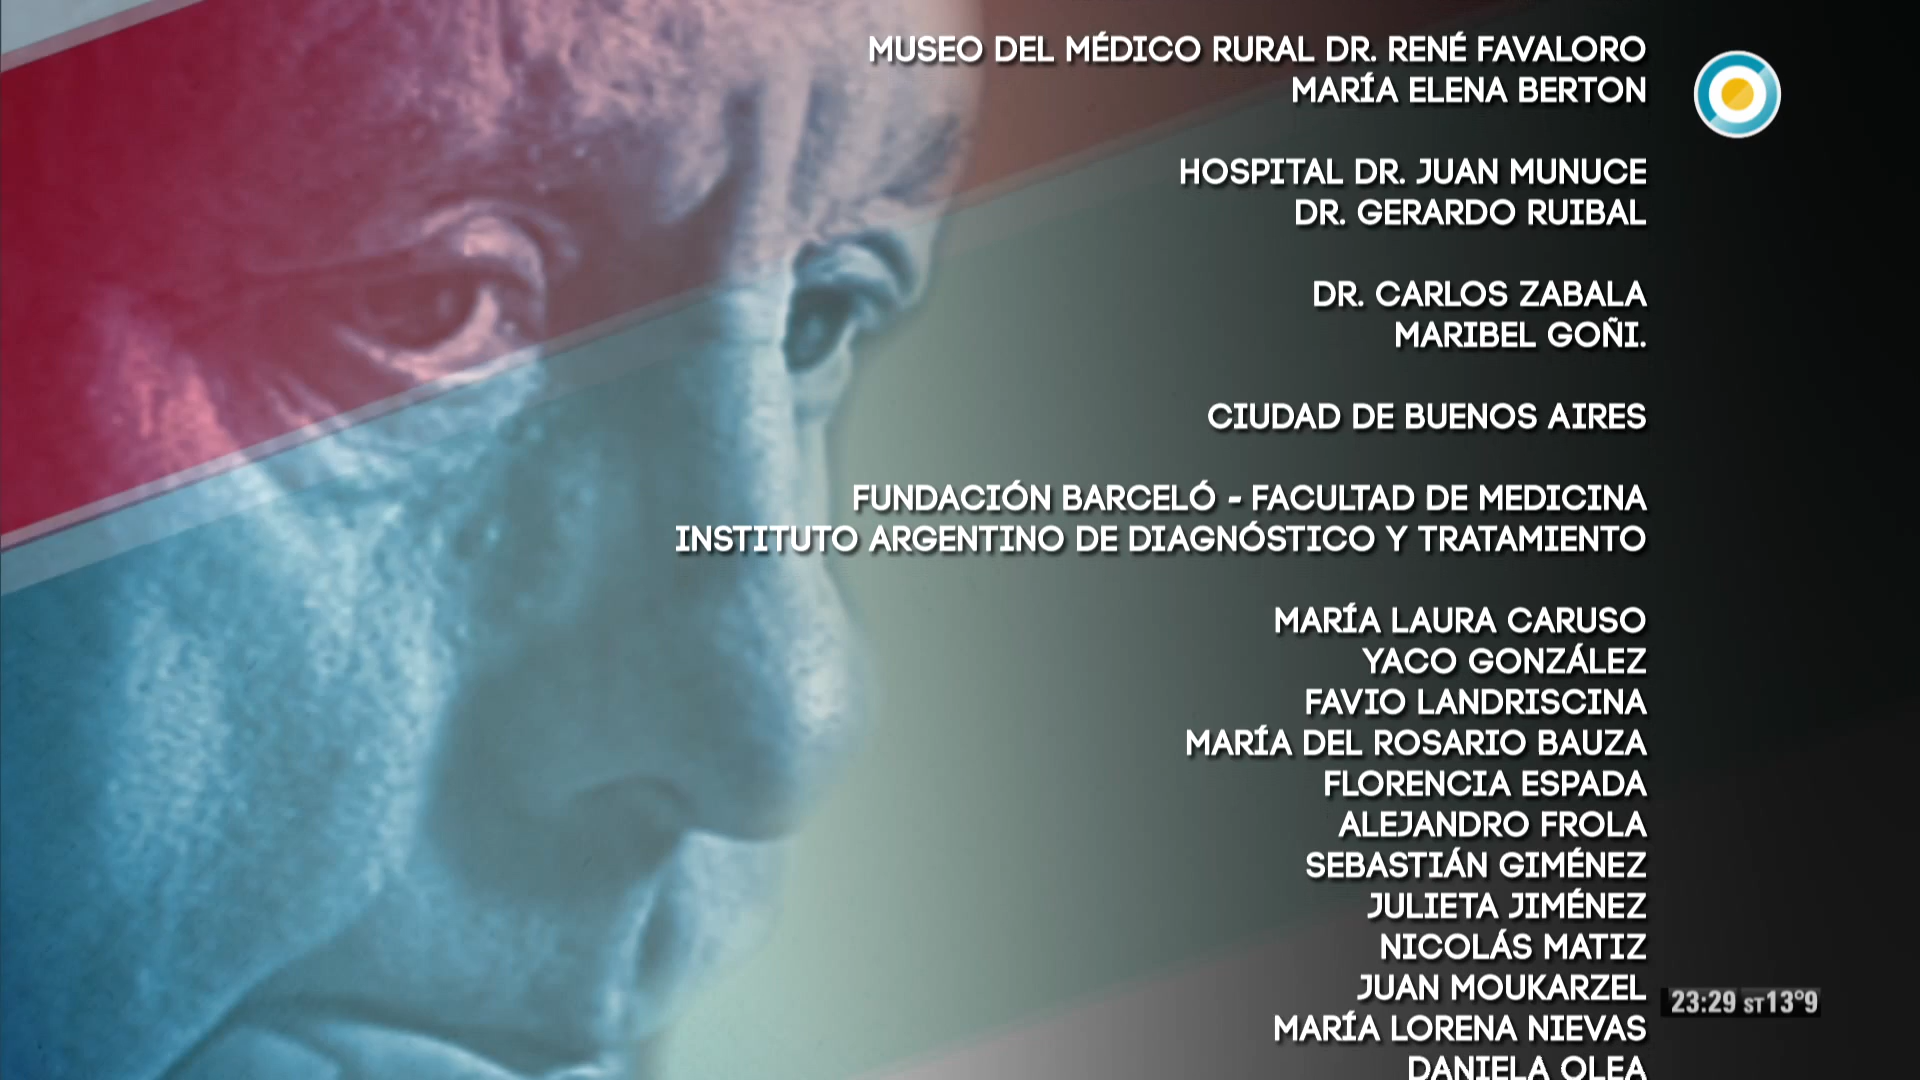 MUSEO DEL MÉDICO RURAL DR. RENÉ FAVALORO
MARÍA ELENA BERTON
HOSPITAL DR. JUAN MUNUCE
DR. GERARDO RUIBAL
DR. CARLOS ZABALA
MARIBEL GOÑI.
CIUDAD DE BUENOS AIRES
FUNDACIÓN BARCELÓ - FACULTAD DE MEDICINA
INSTITUTO ARGENTINO DE DIAGNÓSTICO Y TRATAMIENTO
MARÍA LAURA CARUSO
YACO GONZÁLEZ
FAVIO LANDRISCINA
MARÍA DEL ROSARIO BAUZA
FLORENCIA ESPADA
ALEJANDRO FROLA
SEBASTIÁN GIMÉNEZ
JULIETA JIMÉNEZ
NICOLÁS MATIZ
JUAN MOUKARZEL
23:29 ST13°9
MARÍA LORENA NIEVAS
DANIELA OLEA